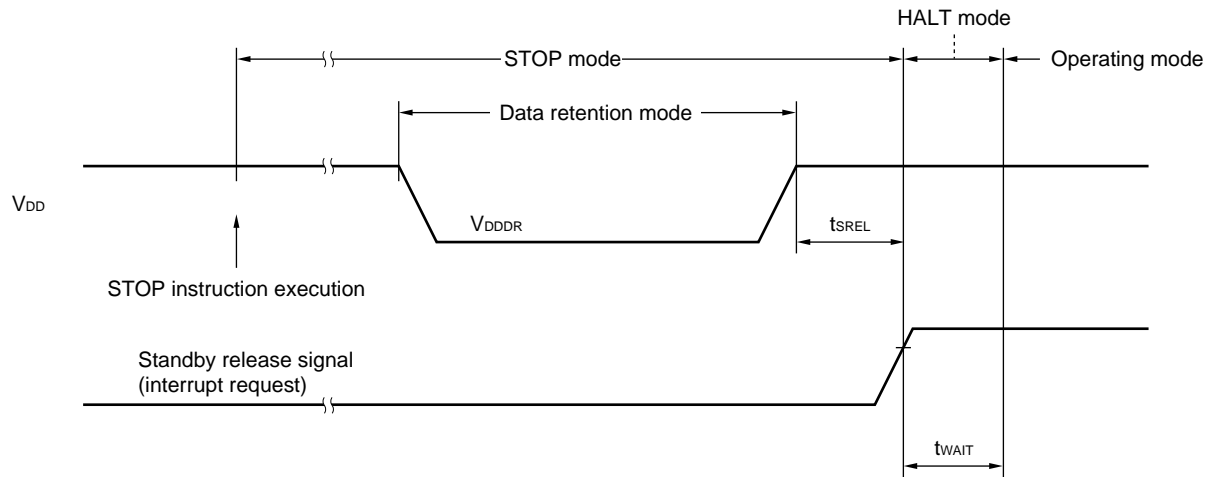 HALT mode
STOP mode
Operating mode
Data retention mode
VDD
VDDDR
tSREL
STOP instruction execution
Standby release signal
(interrupt request)
tWAIT